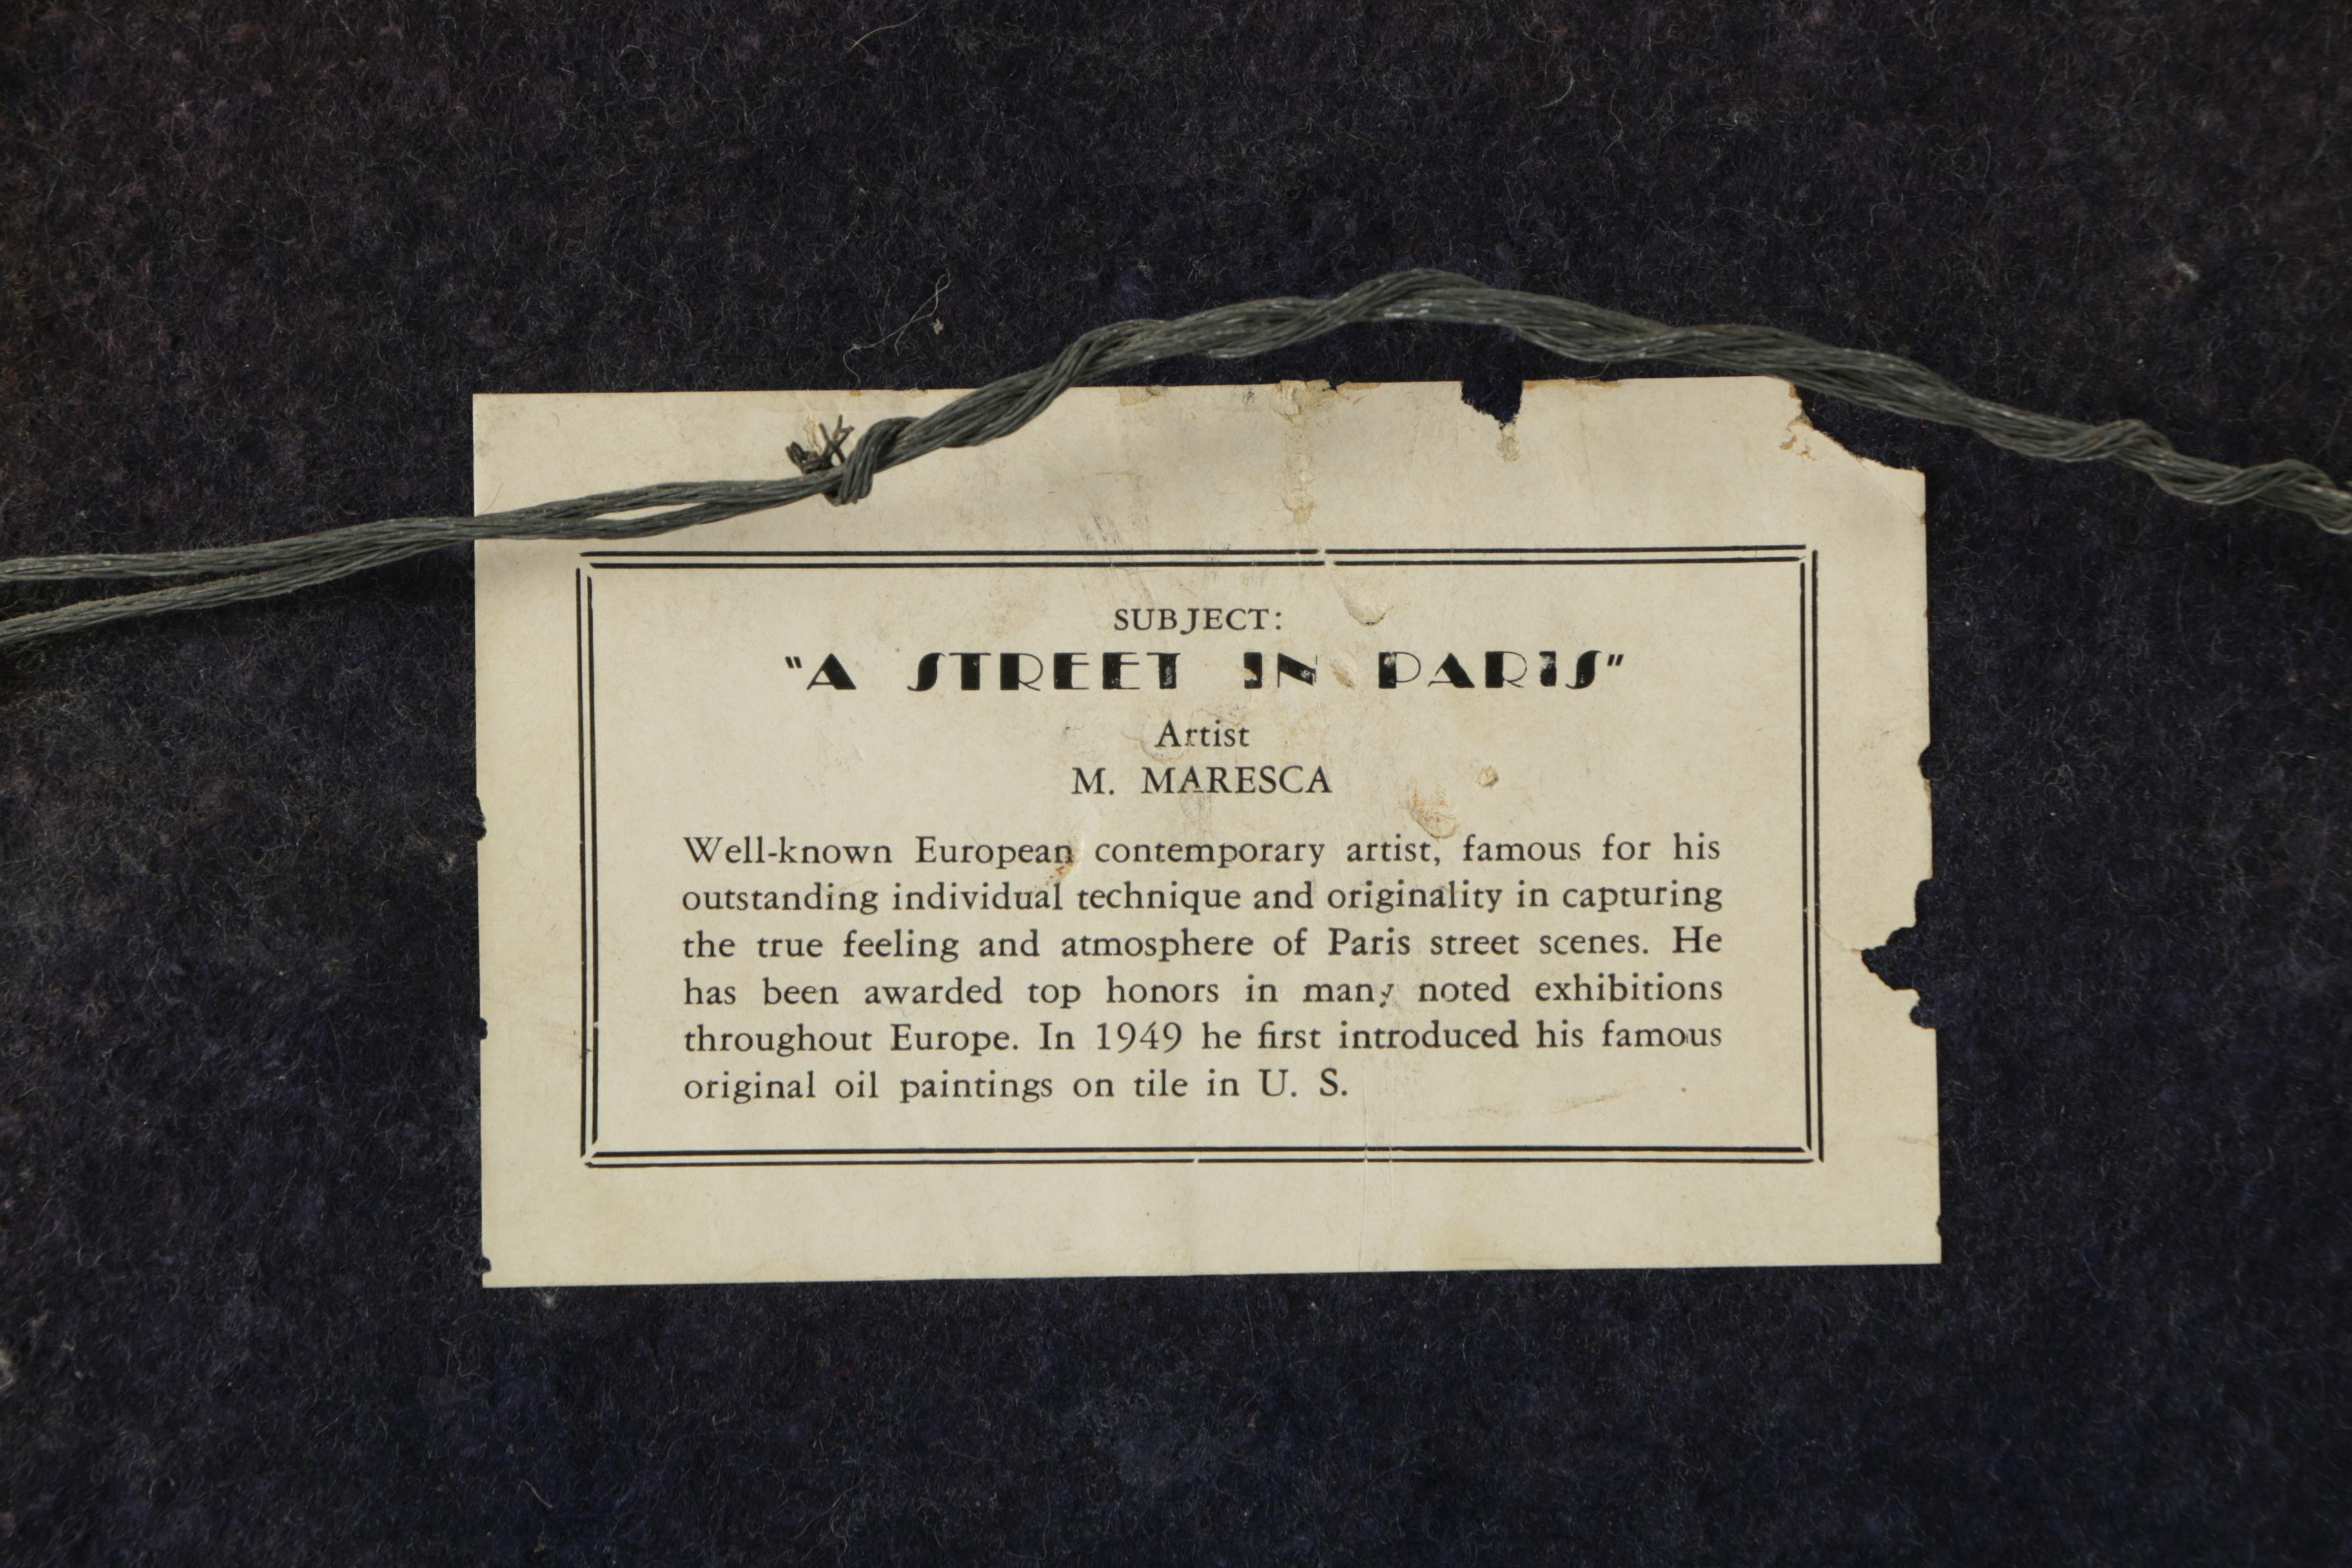 SUBJECT:
"A STREET IN PARIS"
Artist
M. MARESCA
Well-known European contemporary artist, famous for his
outstanding individual technique and originality in capturing
the true feeling and atmosphere of Paris street scenes. He
has been awarded top honors in many noted exhibitions
throughout Europe. In 1949 he first introduced his famous
original oil paintings on tile in U. S.